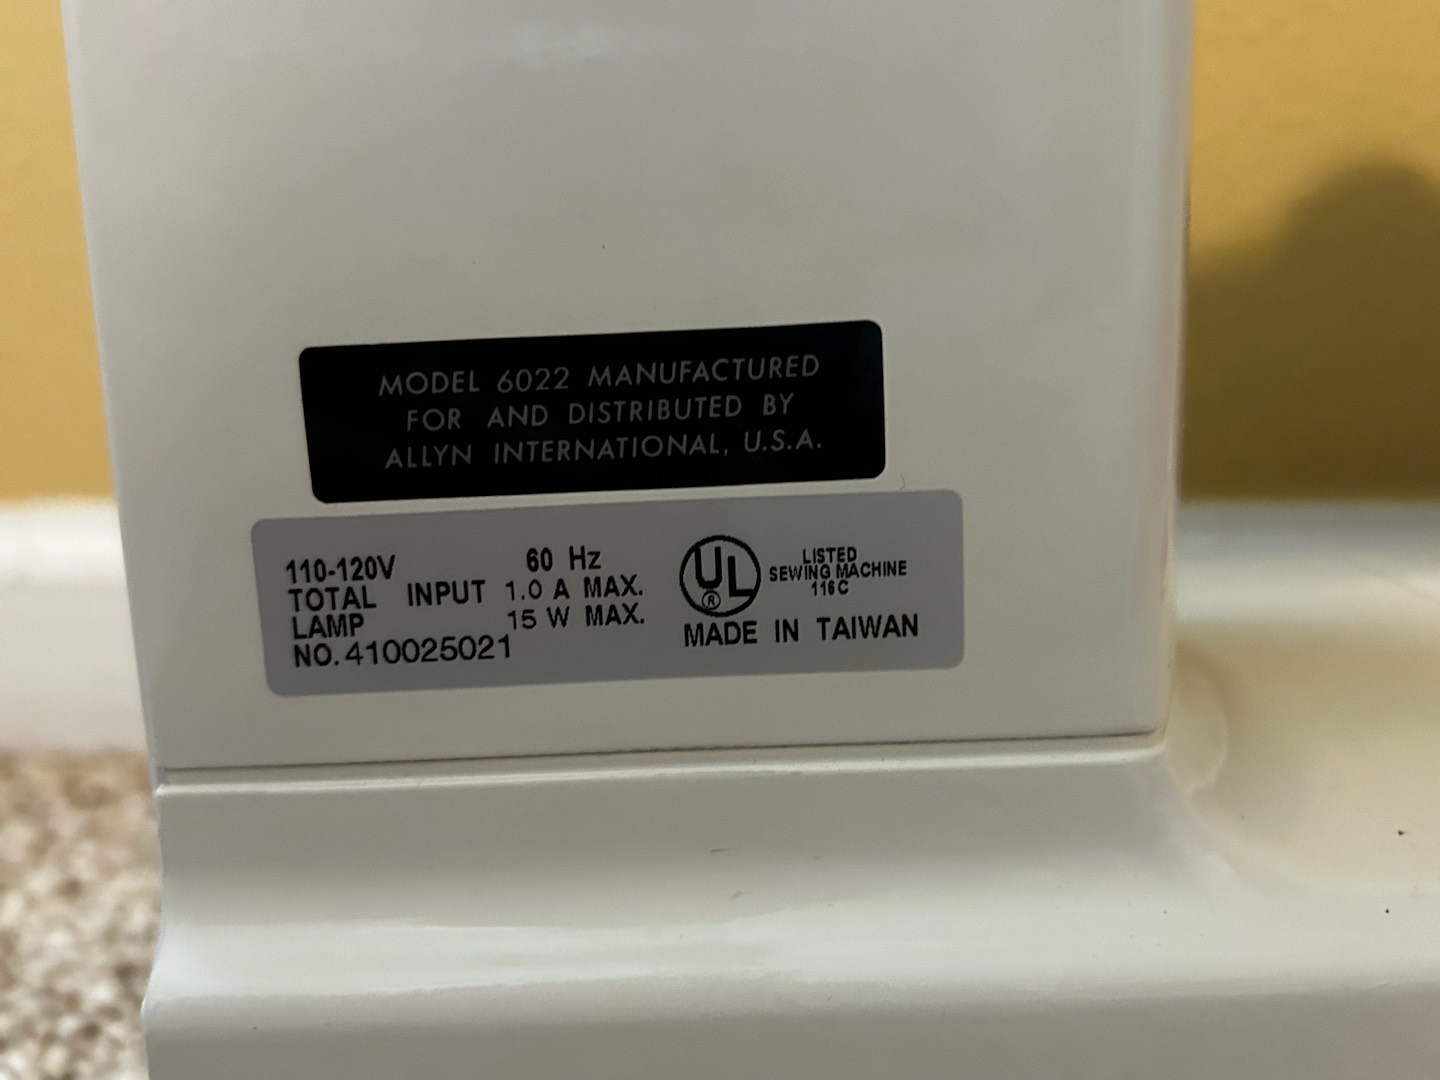 MODEL 6022 MANUFACTURED
FOR AND DISTRIBUTED BY
ALLYN INTERNATIONAL, U.S.A.
110-120V 60 Hz
TOTAL INPUT 1.0 A MAX.
LAMP 15 W MAX.
NO. 410025021
UL ®
LISTED
SEWING MACHINE
116C
MADE IN TAIWAN